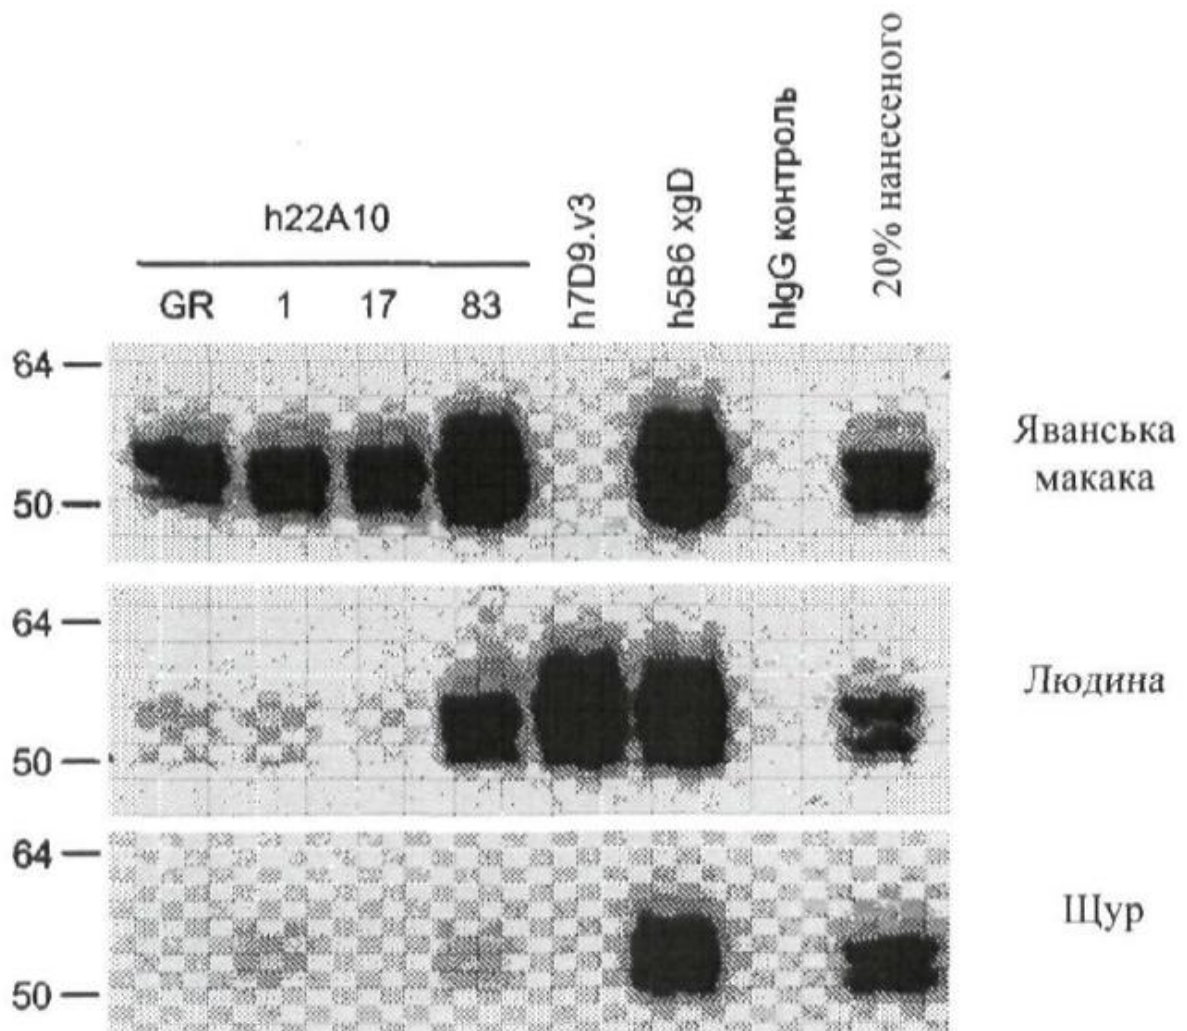 h22A10
GR 1 17 83 h7D9.v3 h5B6 xgD hIgG контроль 20% нанесеного
64
50
Яванська
макака
64
50
Людина
64
50
Щур